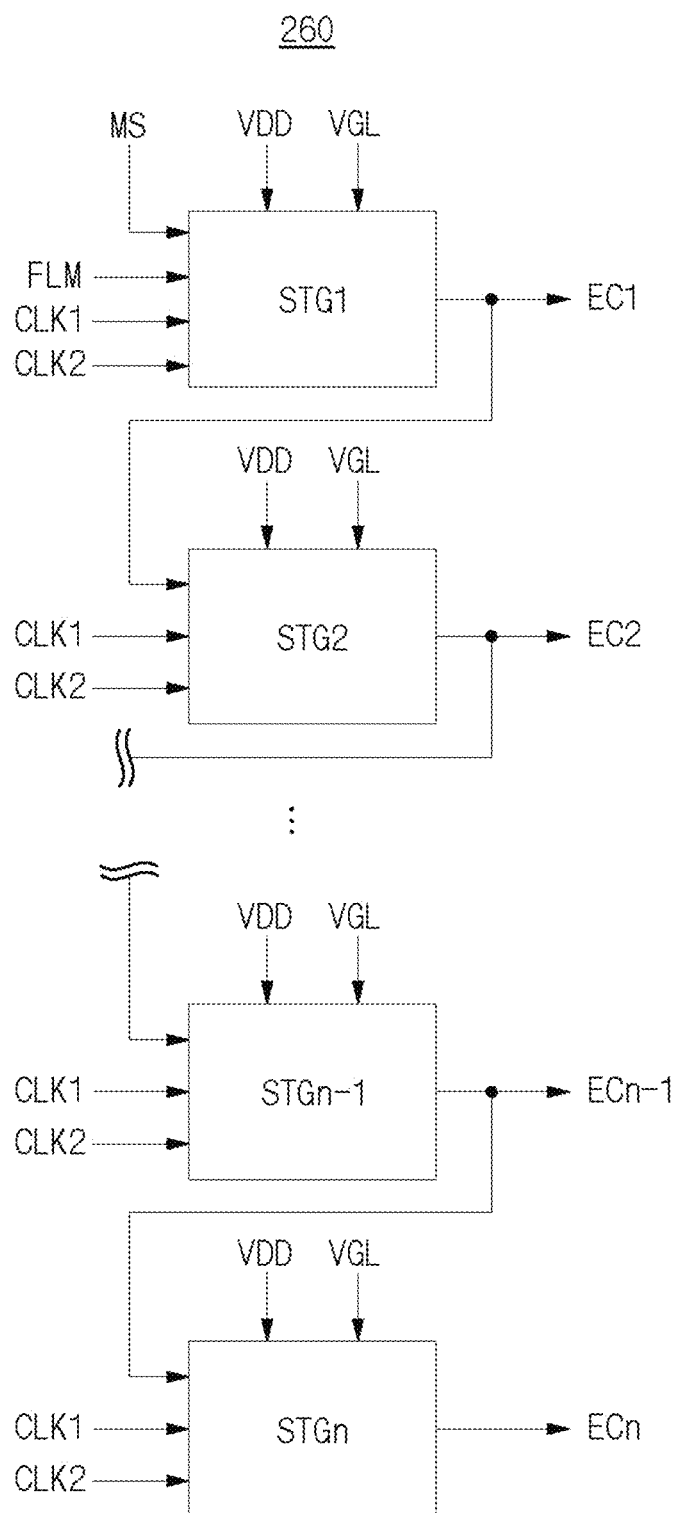 260
MS VDD VGL
FLM
CLK1
CLK2
STG1
EC1
VDD VGL
CLK1
CLK2
STG2
EC2
⋮
VDD VGL
CLK1
CLK2
STGn-1
ECn-1
VDD VGL
CLK1
CLK2
STGn
ECn